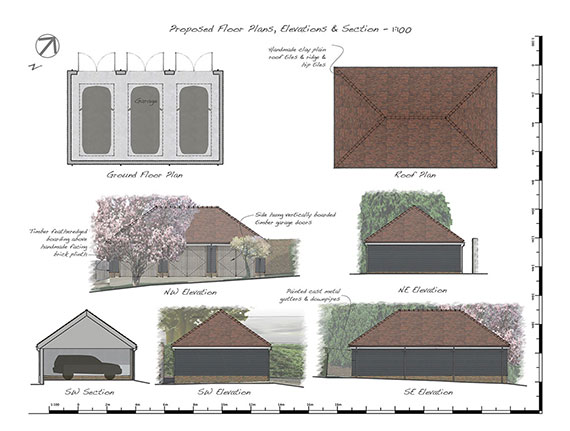 Proposed Floor Plans, Elevations & Section - 1:100
N
Handmade clay plain
roof tiles & ridge &
hip tiles
Garage
Ground Floor Plan
Roof Plan
Timber featheredged
boarding above
handmade facing
brick plinth
Side hung vertically boarded
timber garage doors
NW Elevation
NE Elevation
Painted cast metal
gutters & downpipes
SW Section
SW Elevation
SE Elevation
1:100